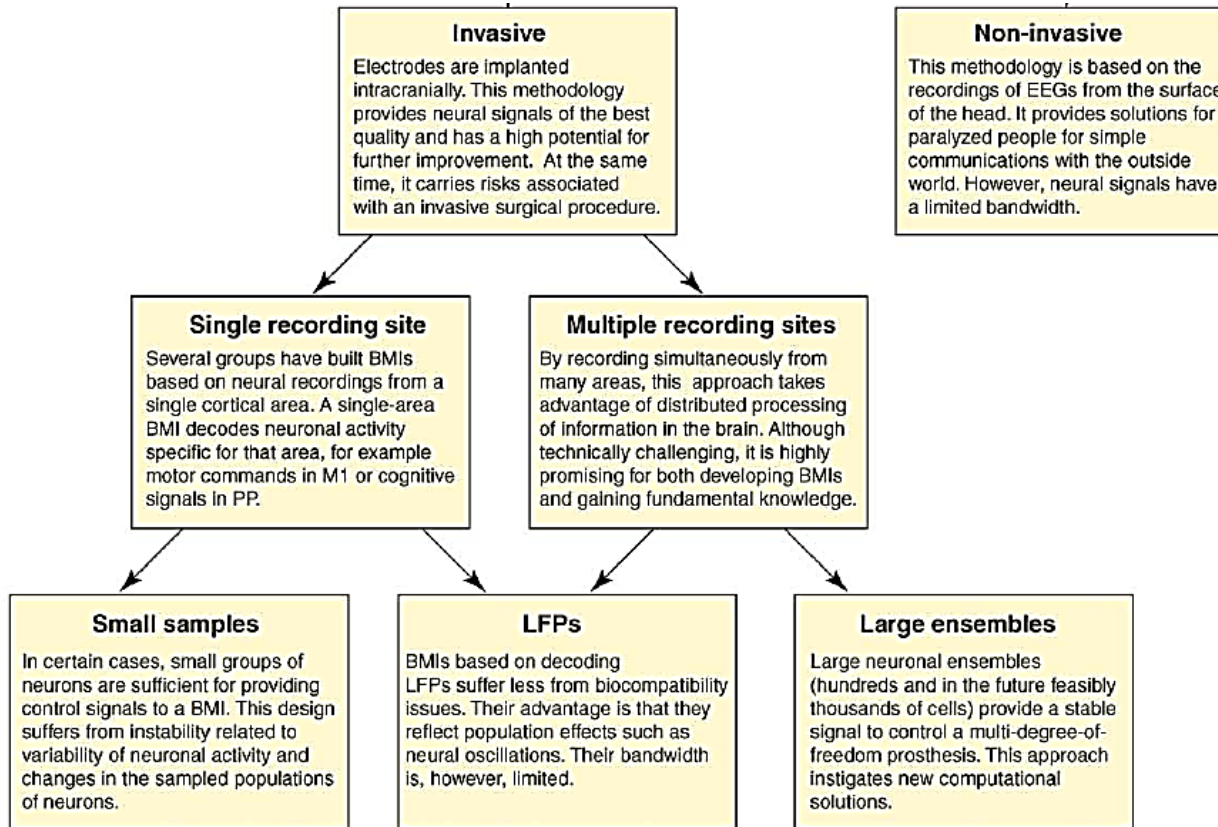 Invasive
Electrodes are implanted
intracranially. This methodology
provides neural signals of the best
quality and has a high potential for
further improvement. At the same
time, it carries risks associated
with an invasive surgical procedure.
Non-invasive
This methodology is based on the
recordings of EEGs from the surface
of the head. It provides solutions for
paralyzed people for simple
communications with the outside
world. However, neural signals have
a limited bandwidth.
Single recording site
Several groups have built BMIs
based on neural recordings from a
single cortical area. A single-area
BMI decodes neuronal activity
specific for that area, for example
motor commands in M1 or cognitive
signals in PP.
Multiple recording sites
By recording simultaneously from
many areas, this approach takes
advantage of distributed processing
of information in the brain. Although
technically challenging, it is highly
promising for both developing BMIs
and gaining fundamental knowledge.
Small samples
In certain cases, small groups of
neurons are sufficient for providing
control signals to a BMI. This design
suffers from instability related to
variability of neuronal activity and
changes in the sampled populations
of neurons.
LFPs
BMIs based on decoding
LFPs suffer less from biocompatibility
issues. Their advantage is that they
reflect population effects such as
neural oscillations. Their bandwidth
is, however, limited.
Large ensembles
Large neuronal ensembles
(hundreds and in the future feasibly
thousands of cells) provide a stable
signal to control a multi-degree-of-
freedom prosthesis. This approach
instigates new computational
solutions.